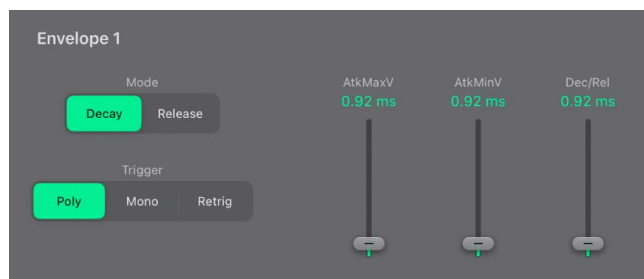 Envelope 1
Mode
Decay Release
Trigger
Poly Mono Retrig
AtkMaxV AtkMinV Dec/Rel
0.92 ms 0.92 ms 0.92 ms